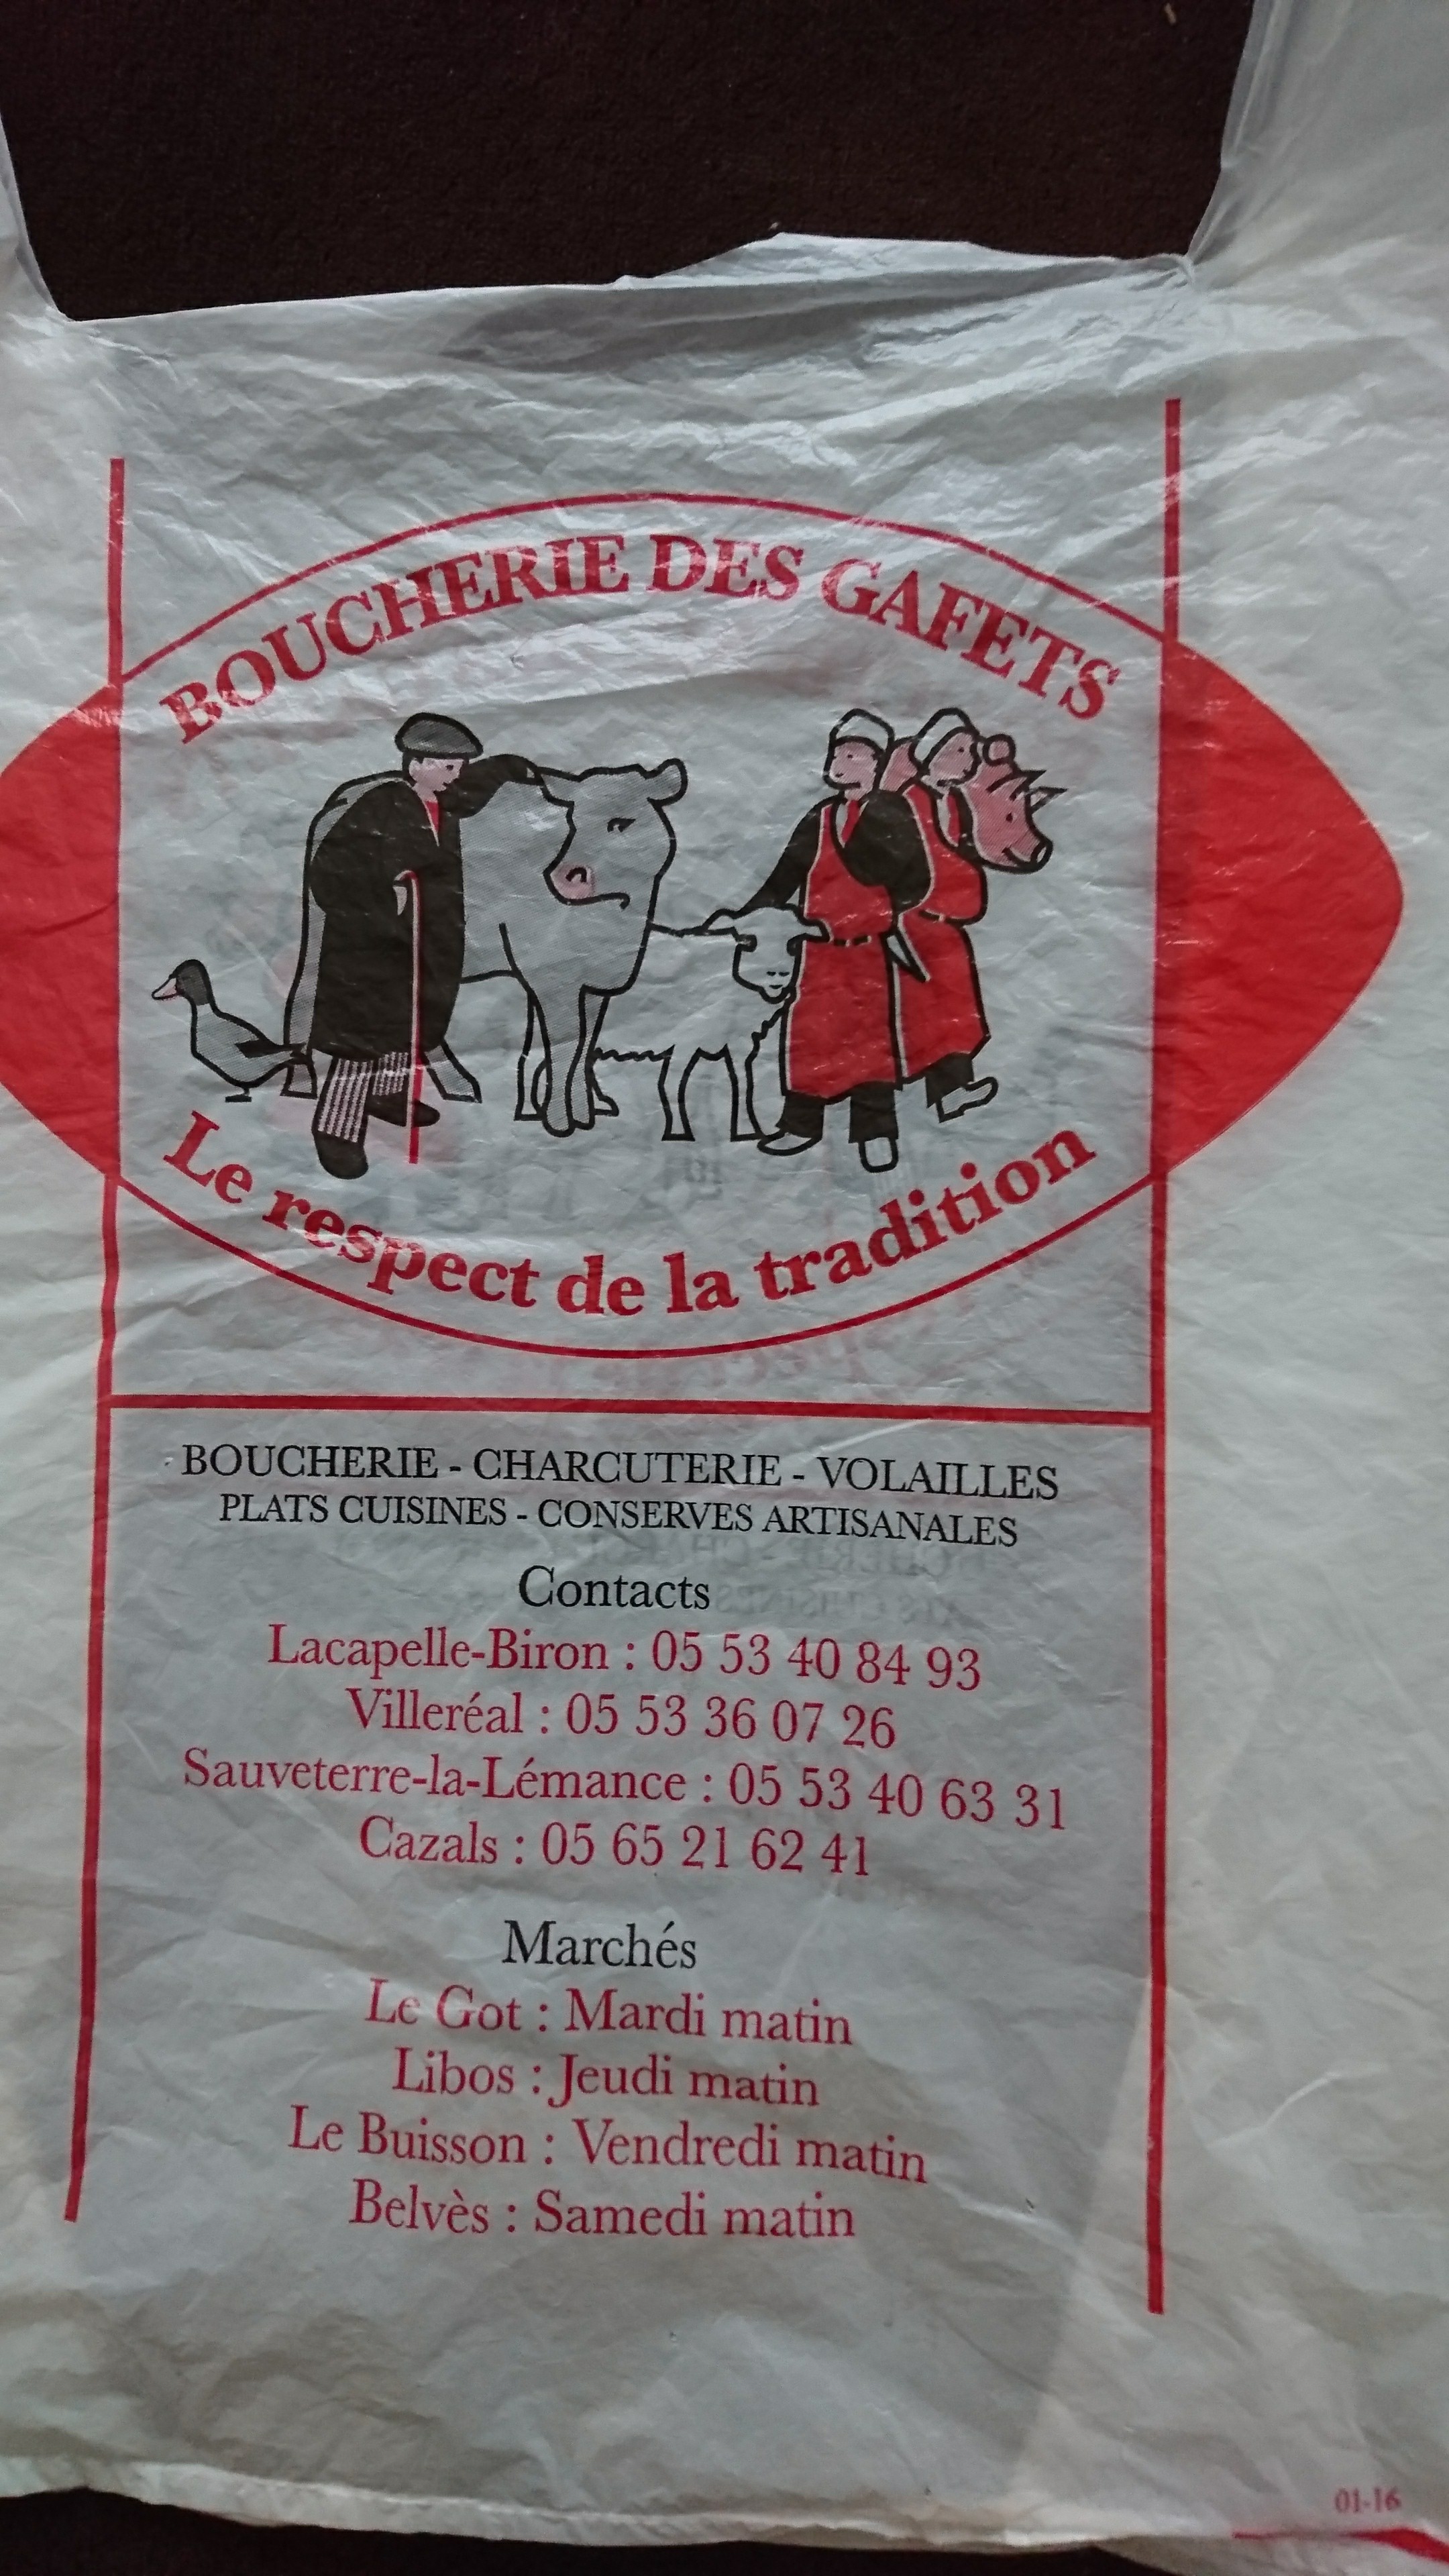 BOUCHERIE DES GAFETS
Le respect de la tradition
BOUCHERIE - CHARCUTERIE - VOLAILLES
PLATS CUISINES - CONSERVES ARTISANALES
Contacts
Lacapelle-Biron : 05 53 40 84 93
Villeréal : 05 53 36 07 26
Sauveterre-la-Lémance : 05 53 40 63 31
Cazals : 05 65 21 62 41
Marchés
Le Got : Mardi matin
Libos : Jeudi matin
Le Buisson : Vendredi matin
Belvès : Samedi matin
01-16